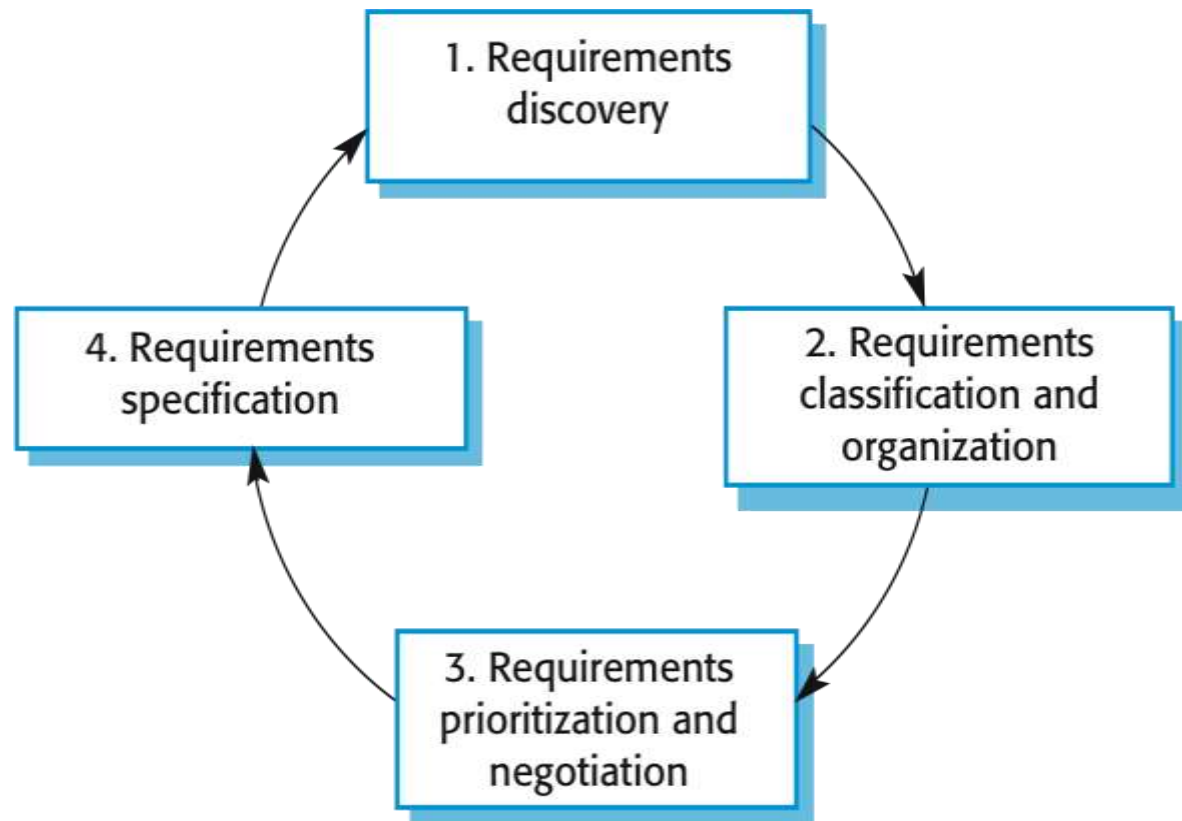 1. Requirements
discovery
2. Requirements
classification and
organization
3. Requirements
prioritization and
negotiation
4. Requirements
specification